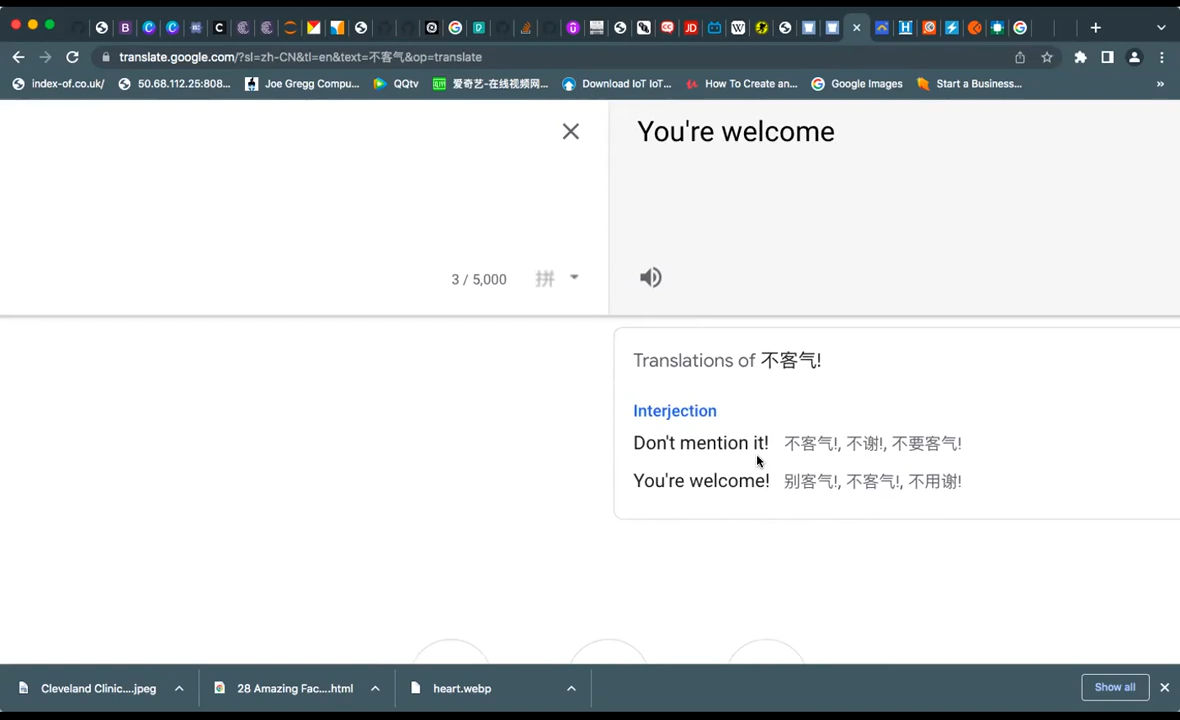 translate.google.com/?sl=zh-CN&tl=en&text=不客气&op=translate
index-of.co.uk/ 50.68.112.25:808... Joe Gregg Compu... QQtv 爱奇艺-在线视频网... Download IoT IoT... How To Create an... Google Images Start a Business... »
You're welcome
3 / 5,000 拼
Translations of 不客气!
Interjection
Don't mention it! 不客气!, 不谢!, 不要客气!
You're welcome! 别客气!, 不客气!, 不用谢!
Cleveland Clinic....jpeg 28 Amazing Fac....html heart.webp Show all